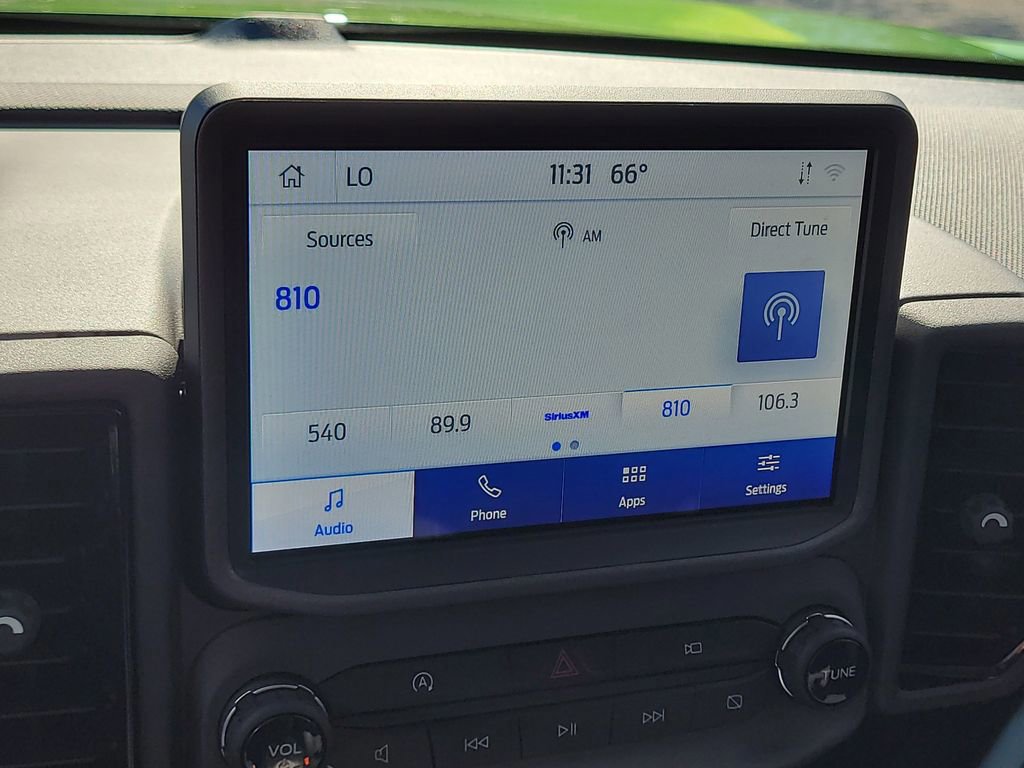 LO 11:31 66°
Sources AM Direct Tune
810
540 89.9 SiriusXM 810 106.3
Audio Phone Apps Settings
A
VOL TUNE